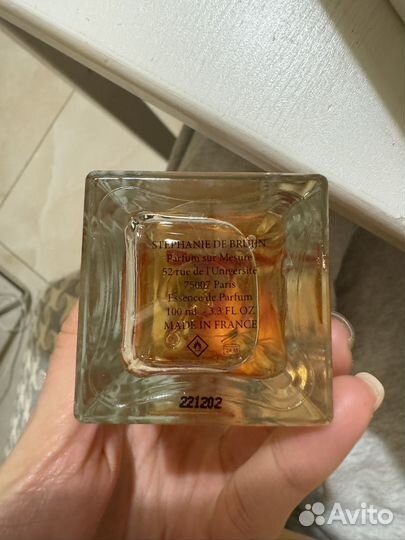 STEPHANIE DE BRUIJN
Parfum sur Mesure
52 rue de l'Université
75007 Paris
Essence de Parfum
100 ml - 3.3 FL OZ
MADE IN FRANCE
24 M
221202
Avito